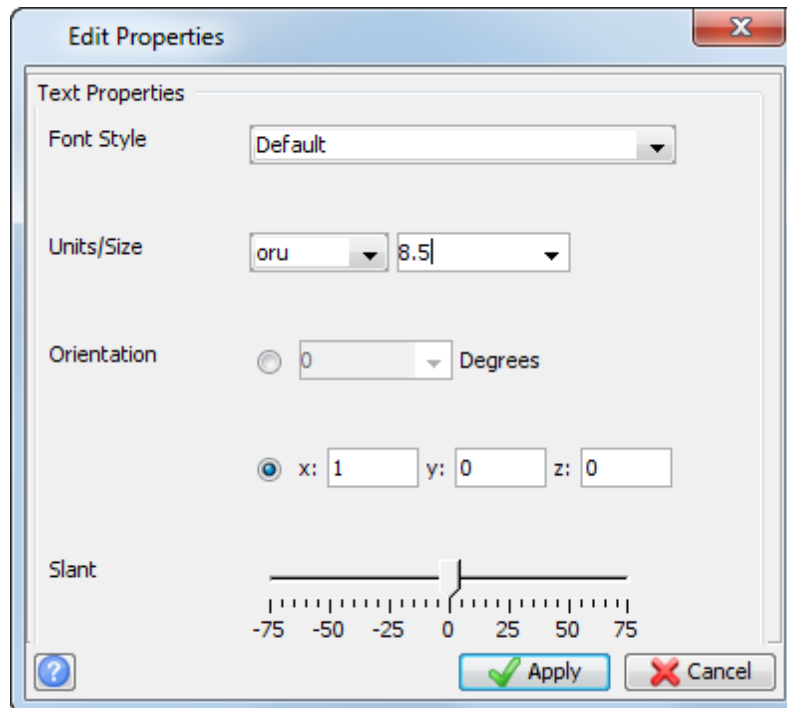 Edit Properties
Text Properties
Font Style Default
Units/Size oru 8.5
Orientation 0 Degrees
x: 1 y: 0 z: 0
Slant
-75 -50 -25 0 25 50 75
? Apply Cancel